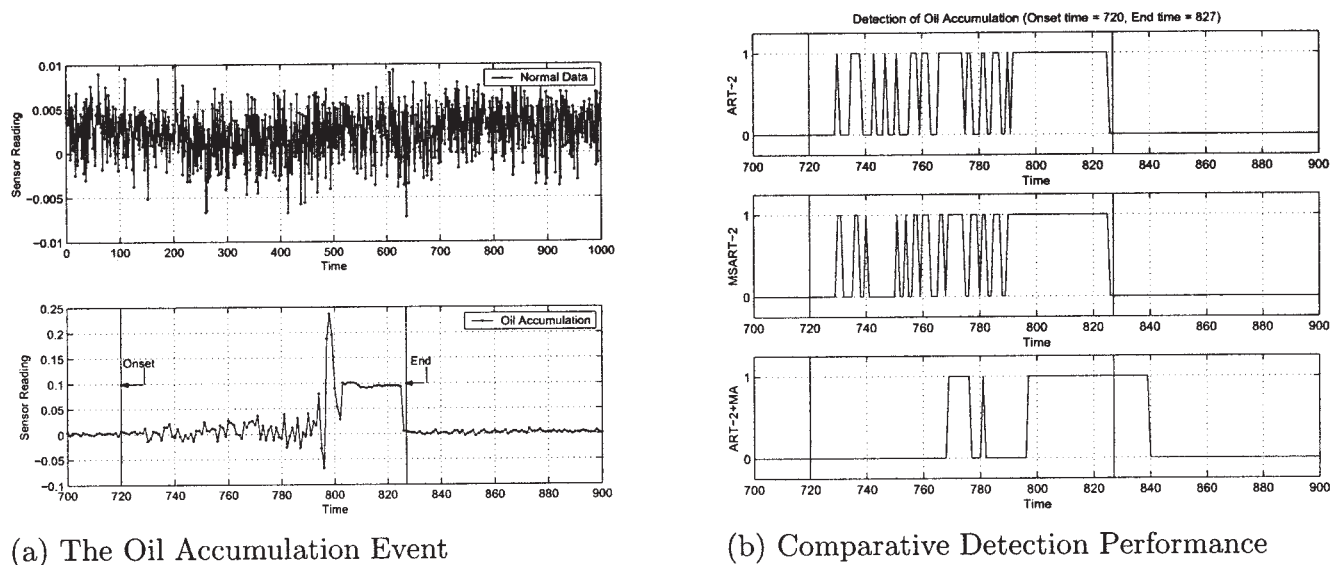 0.01
0.005
0
−0.005
−0.01
Sensor Reading
Normal Data
0 100 200 300 400 500 600 700 800 900 1000
Time
0.25
0.2
0.15
0.1
0.05
0
−0.05
−0.1
Sensor Reading
Oil Accumulation
Onset
End
700 720 740 760 780 800 820 840 860 880 900
Time
(a) The Oil Accumulation Event
Detection of Oil Accumulation (Onset time = 720, End time = 827)
1
0
ART−2
700 720 740 760 780 800 820 840 860 880 900
Time
1
0
MSART−2
700 720 740 760 780 800 820 840 860 880 900
Time
1
0
ART−2+MA
700 720 740 760 780 800 820 840 860 880 900
Time
(b) Comparative Detection Performance